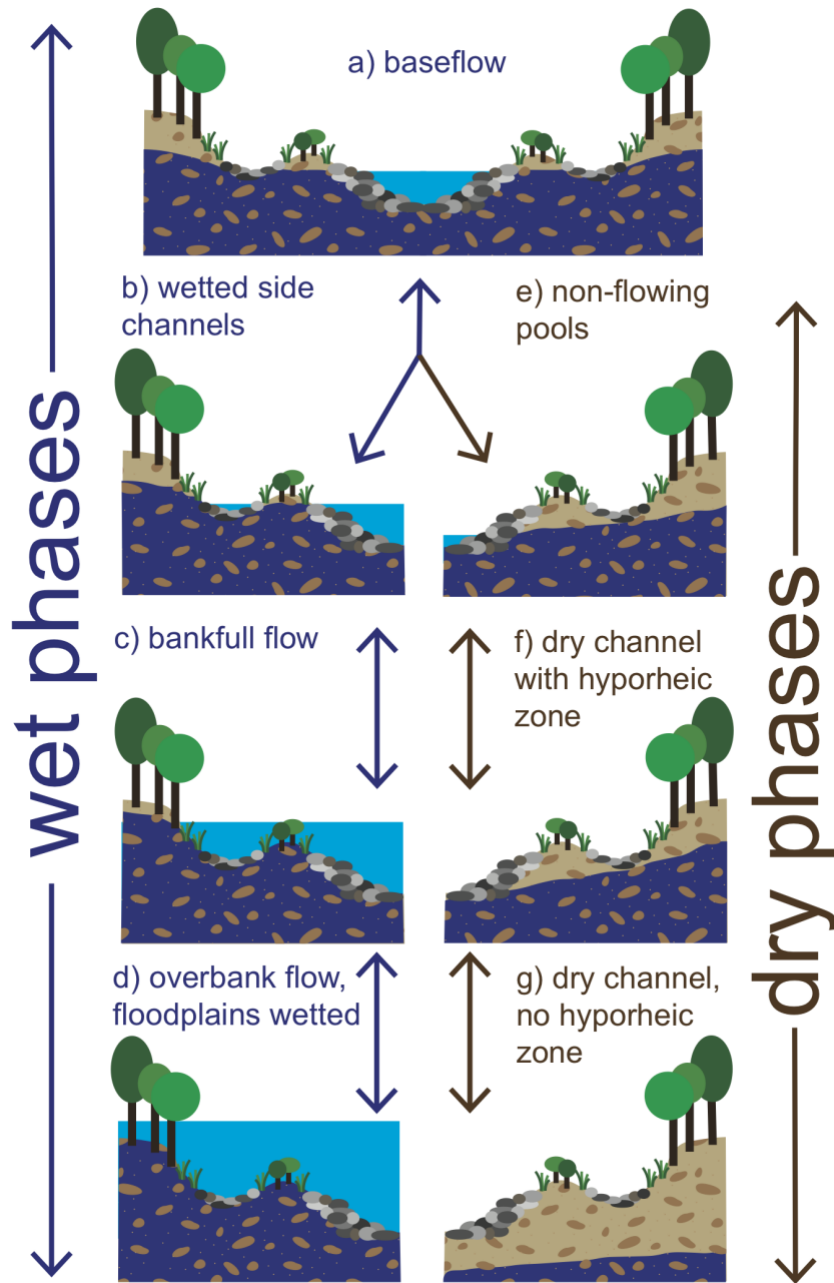 a) baseflow
b) wetted side
channels
e) non-flowing
pools
wet phases
dry phases
c) bankfull flow
f) dry channel
with hyporheic
zone
d) overbank flow,
floodplains wetted
g) dry channel,
no hyporheic
zone